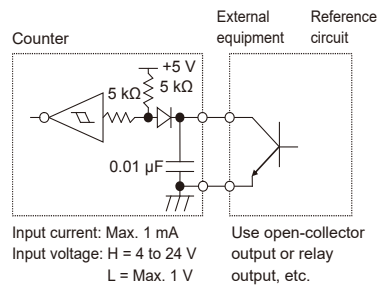 External Reference
Counter equipment circuit
+5 V
5 kΩ 5 kΩ
0.01 µF
Input current: Max. 1 mA
Input voltage: H = 4 to 24 V
L = Max. 1 V
Use open-collector
output or relay
output, etc.